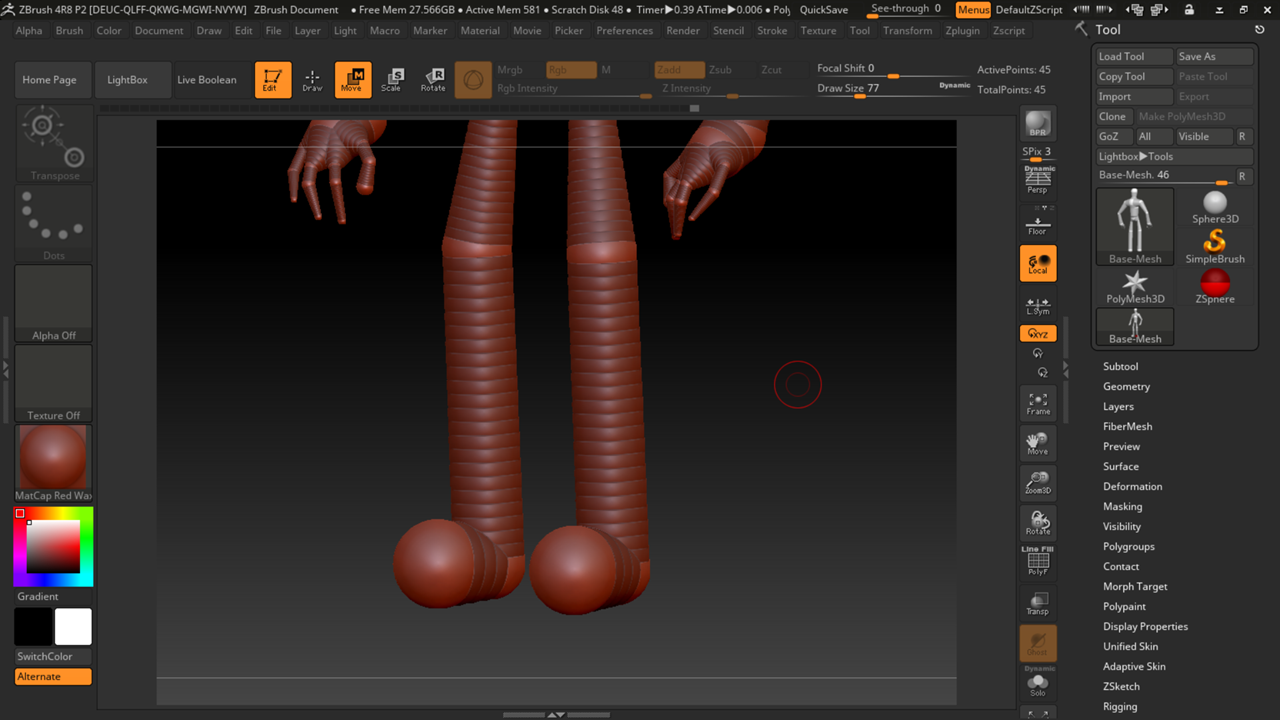 ZBrush 4R8 P2 [DEUC-QLFF-QKWG-MGWI-NVYW] ZBrush Document • Free Mem 27.566GB • Active Mem 581 • Scratch Disk 48 • Timer▶0.39 ATime▶0.006 • Pol QuickSave See-through 0 Menus DefaultZScript
Alpha Brush Color Document Draw Edit File Layer Light Macro Marker Material Movie Picker Preferences Render Stencil Stroke Texture Tool Transform Zplugin Zscript
Home Page LightBox Live Boolean Edit Draw Move Scale Rotate
Mrgb Rgb M Zadd Zsub Zcut
Rgb Intensity Z Intensity
Focal Shift 0
Draw Size 77 Dynamic
ActivePoints: 45
TotalPoints: 45
Transpose
Dots
Alpha Off
Texture Off
MatCap Red Wax
Gradient
SwitchColor
Alternate
BPR
SPix 3
Dynamic
Persp
Floor
Local
L.Sym
XYZ
Y
Z
Frame
Move
Zoom3D
Rotate
Line Fill
PolyF
Transp
Ghost
Dynamic
Solo
Tool
Load Tool Save As
Copy Tool Paste Tool
Import Export
Clone Make PolyMesh3D
GoZ All Visible R
Lightbox▶Tools
Base-Mesh. 46 R
Base-Mesh
Sphere3D
SimpleBrush
PolyMesh3D
ZSphere
Base-Mesh
Subtool
Geometry
Layers
FiberMesh
Preview
Surface
Deformation
Masking
Visibility
Polygroups
Contact
Morph Target
Polypaint
Display Properties
Unified Skin
Adaptive Skin
ZSketch
Rigging